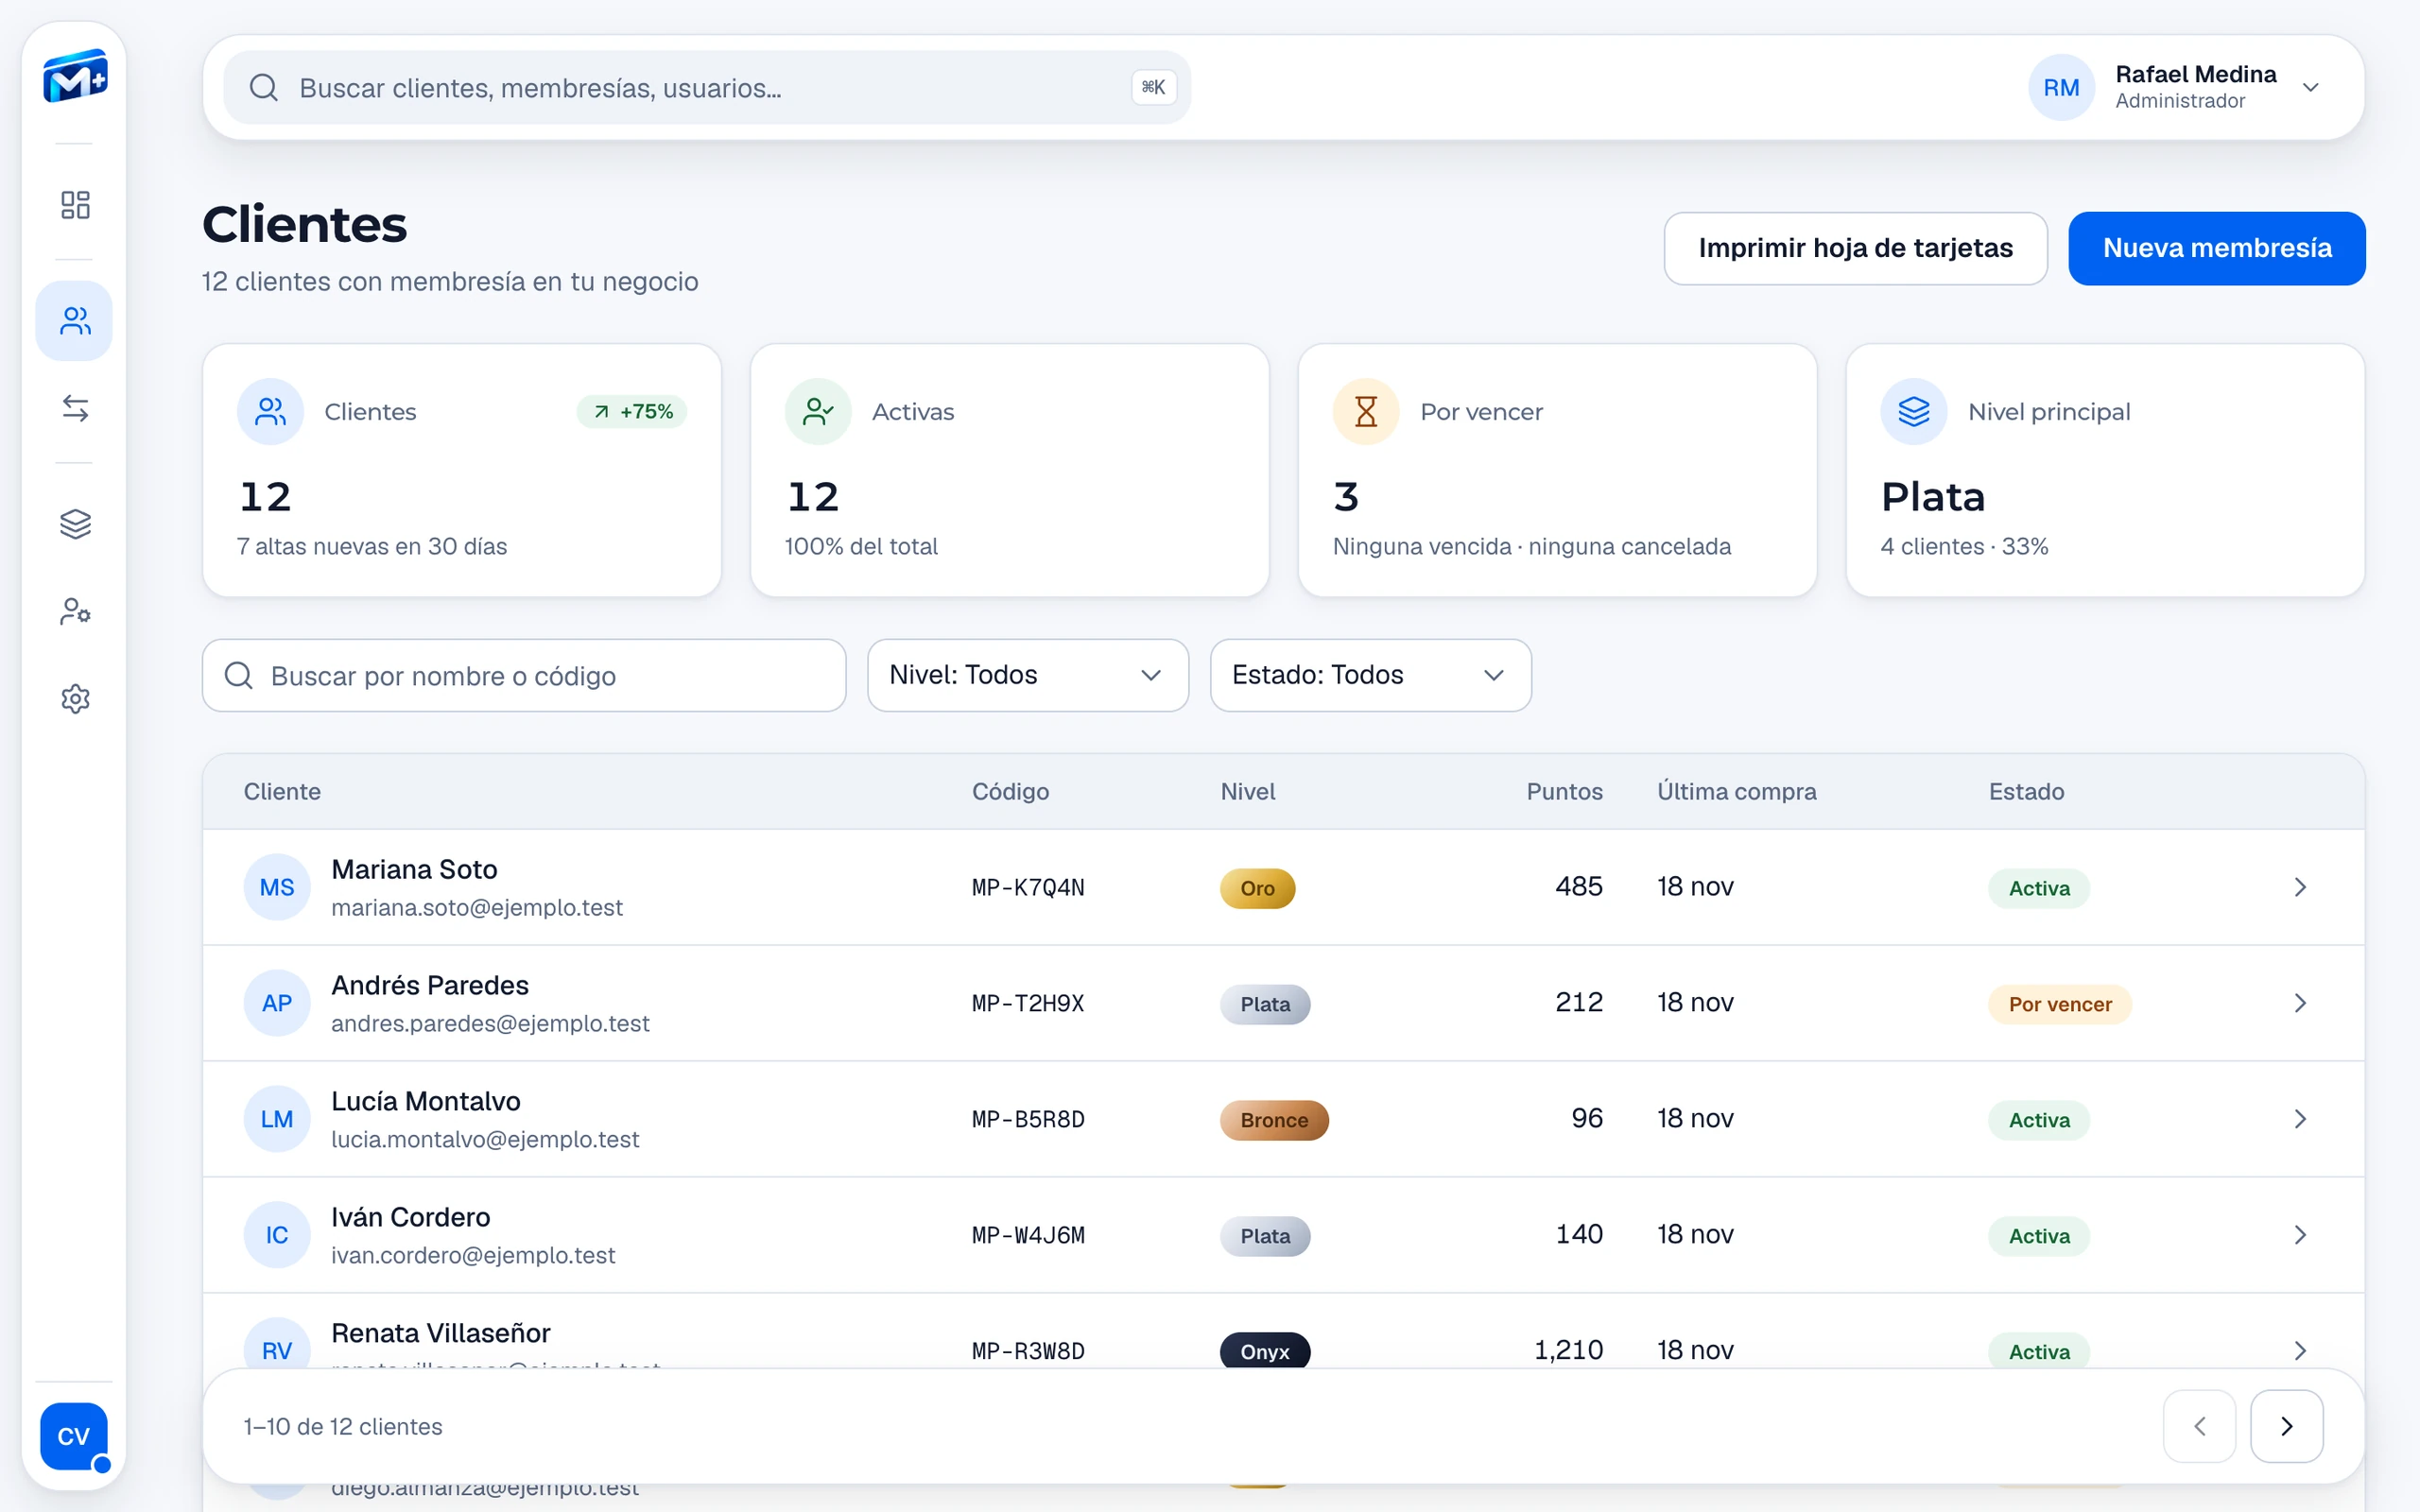 M+
Buscar clientes, membresías, usuarios...
⌘K
RM
Rafael Medina
Administrador
Clientes
12 clientes con membresía en tu negocio
Imprimir hoja de tarjetas
Nueva membresía
Clientes
+75%
12
7 altas nuevas en 30 días
Activas
12
100% del total
Por vencer
3
Ninguna vencida · ninguna cancelada
Nivel principal
Plata
4 clientes · 33%
Buscar por nombre o código
Nivel: Todos
Estado: Todos
Cliente Código Nivel Puntos Última compra Estado
MS Mariana Soto MP-K7Q4N Oro 485 18 nov Activa
mariana.soto@ejemplo.test
AP Andrés Paredes MP-T2H9X Plata 212 18 nov Por vencer
andres.paredes@ejemplo.test
LM Lucía Montalvo MP-B5R8D Bronce 96 18 nov Activa
lucia.montalvo@ejemplo.test
IC Iván Cordero MP-W4J6M Plata 140 18 nov Activa
ivan.cordero@ejemplo.test
RV Renata Villaseñor MP-R3W8D Onyx 1,210 18 nov Activa
1–10 de 12 clientes
diego.almanza@ejemplo.test
CV